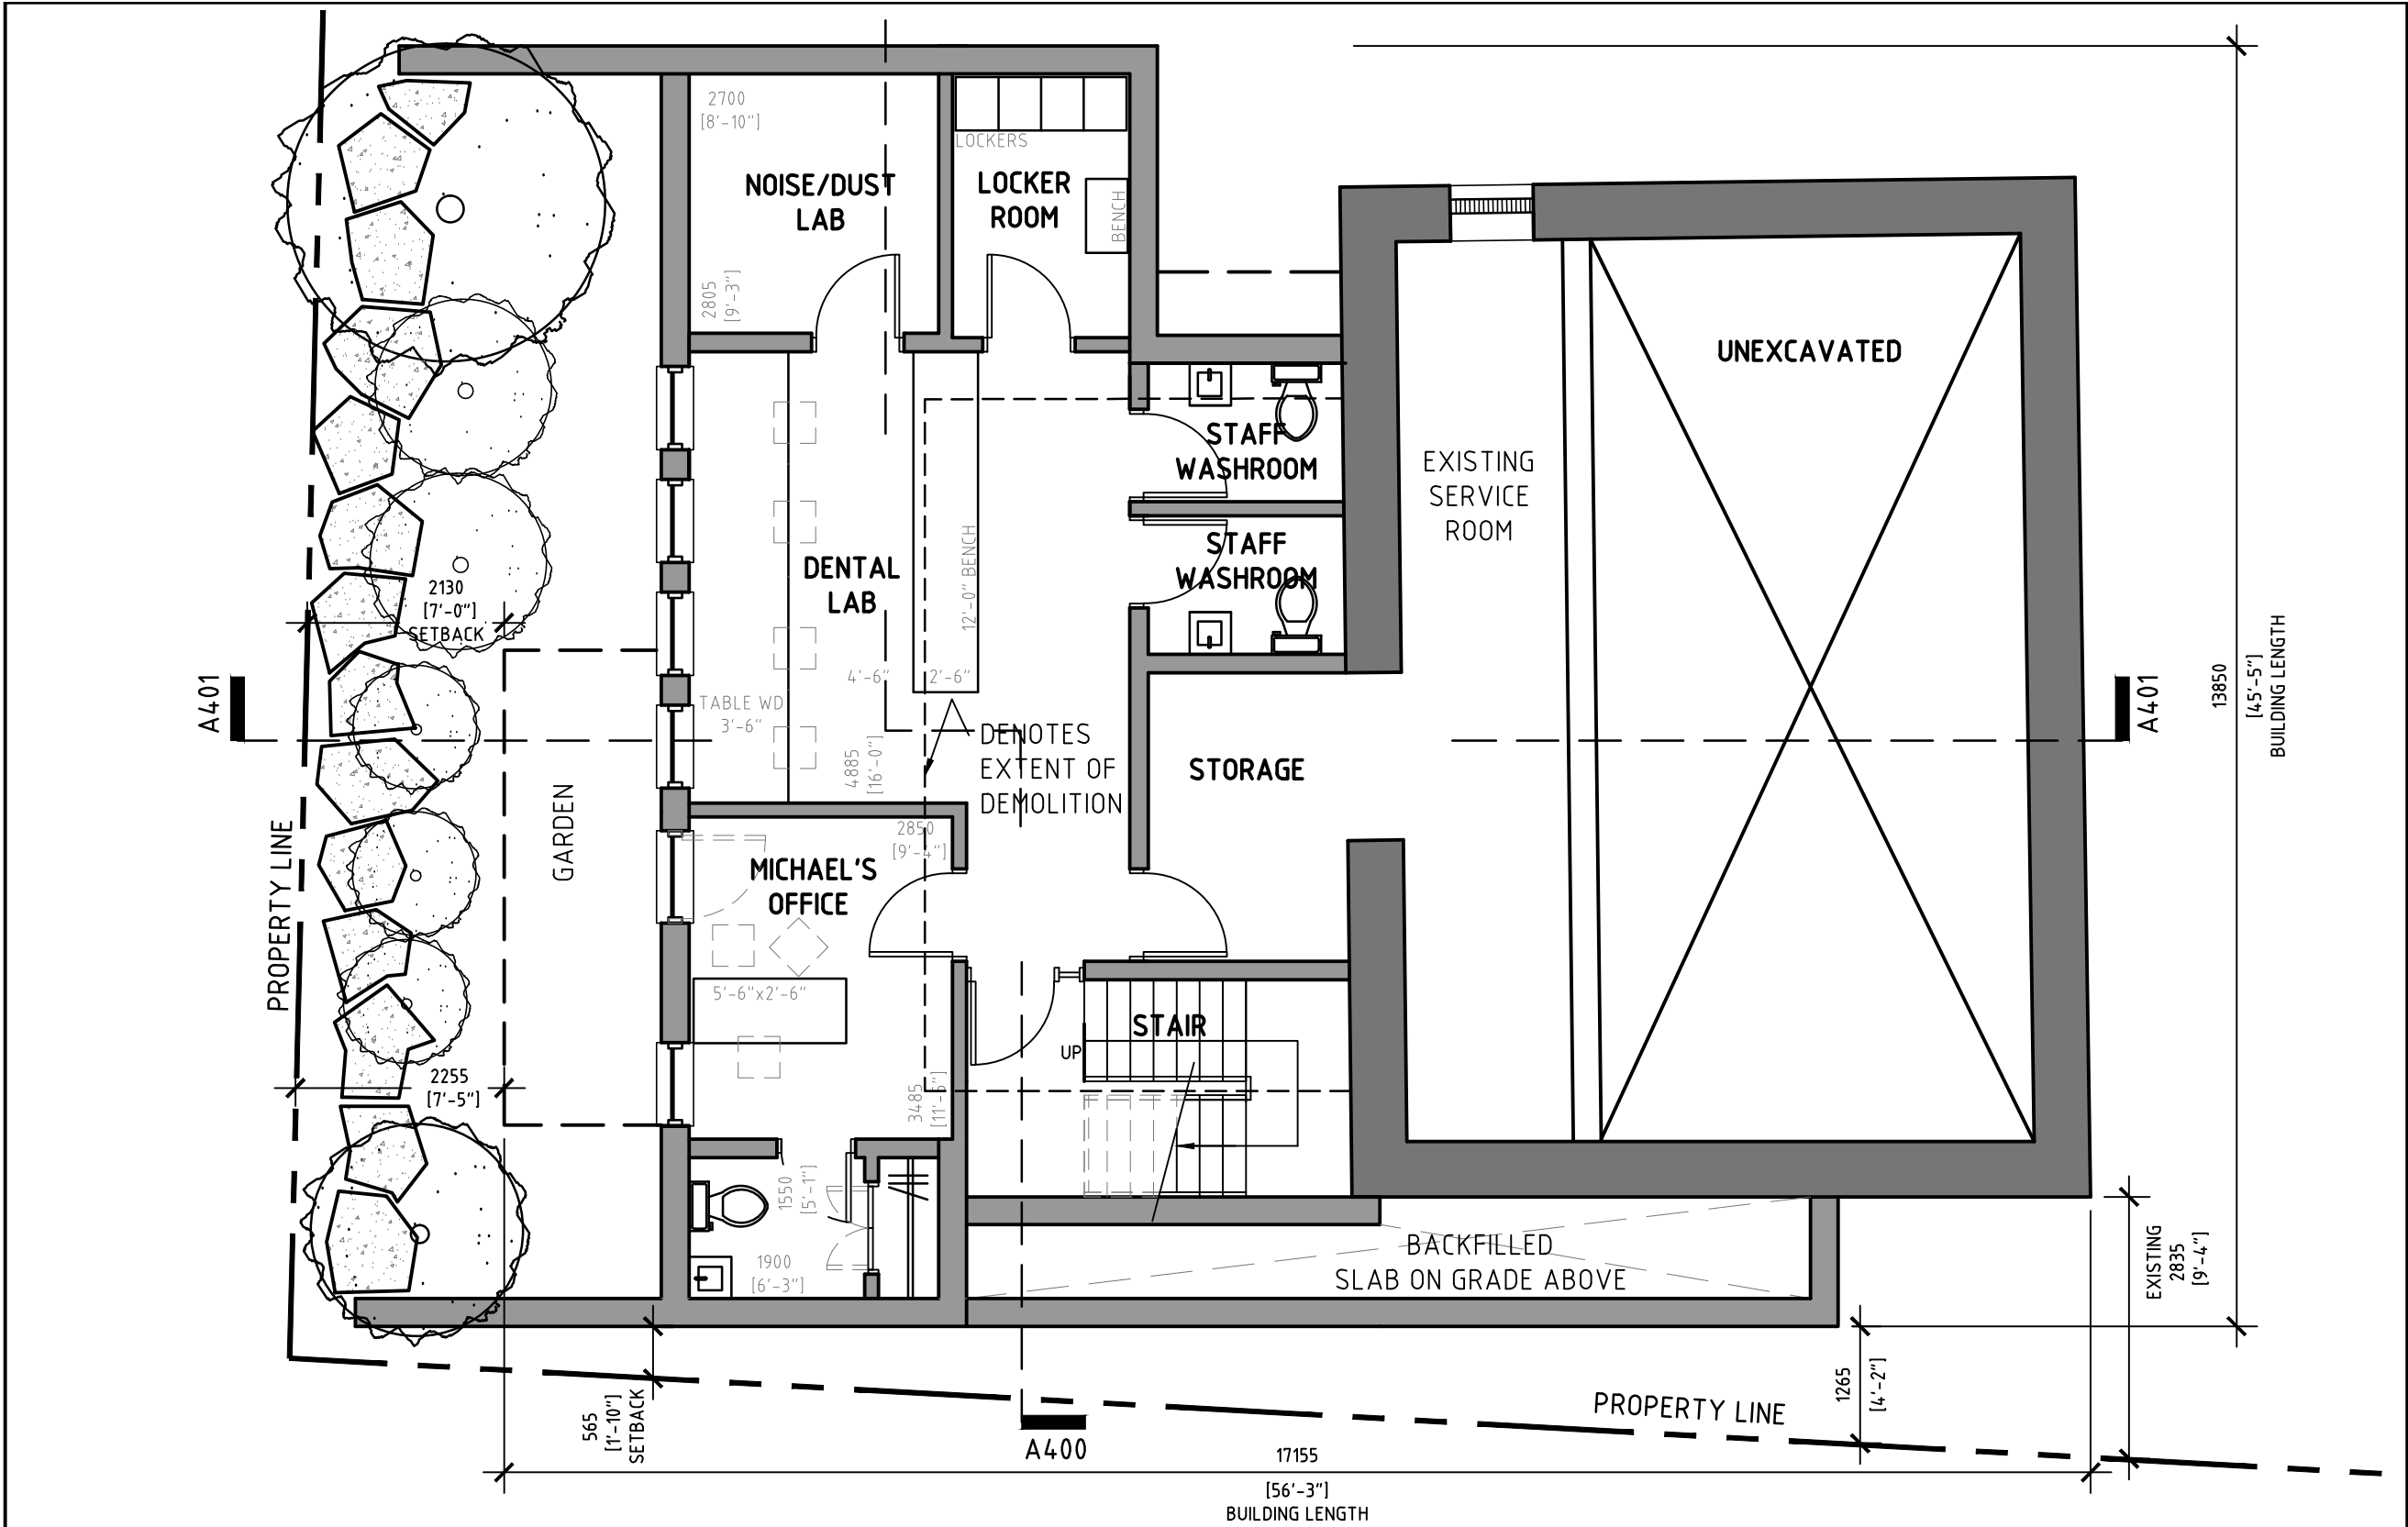 2700
[8'-10"]
LOCKERS
NOISE/DUST
LAB
LOCKER
ROOM
BENCH
2805
[9'-3"]
UNEXCAVATED
STAFF
WASHROOM
EXISTING
SERVICE
ROOM
STAFF
WASHROOM
DENTAL
LAB
12'-0" BENCH
2130
[7'-0"]
SETBACK
4'-6"
2'-6"
TABLE WD
3'-6"
A401
A401
13850
[45'-5"]
BUILDING LENGTH
DENOTES
EXTENT OF
DEMOLITION
4885
[16'-0"]
STORAGE
GARDEN
PROPERTY LINE
2850
[9'-4"]
MICHAEL'S
OFFICE
5'-6"x2'-6"
STAIR
UP
2255
[7'-5"]
3485
[11'-5"]
1550
[5'-1"]
1900
[6'-3"]
BACKFILLED
SLAB ON GRADE ABOVE
EXISTING
2835
[9'-4"]
565
[1'-10"]
SETBACK
1265
[4'-2"]
PROPERTY LINE
A400
17155
[56'-3"]
BUILDING LENGTH